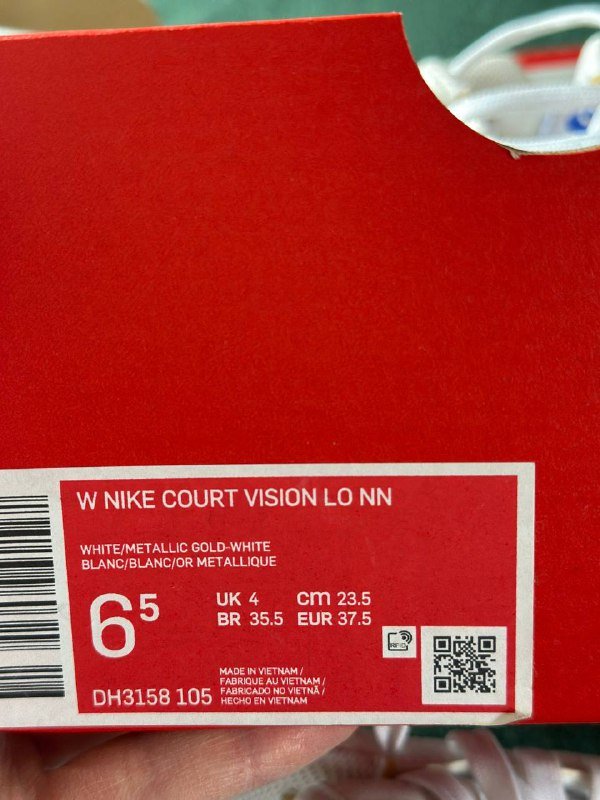 W NIKE COURT VISION LO NN
WHITE/METALLIC GOLD-WHITE
BLANC/BLANC/OR METALLIQUE
6⁵
UK 4 cm 23.5
BR 35.5 EUR 37.5
RFID
DH3158 105
MADE IN VIETNAM /
FABRIQUE AU VIETNAM /
FABRICADO NO VIETNÃ /
HECHO EN VIETNAM